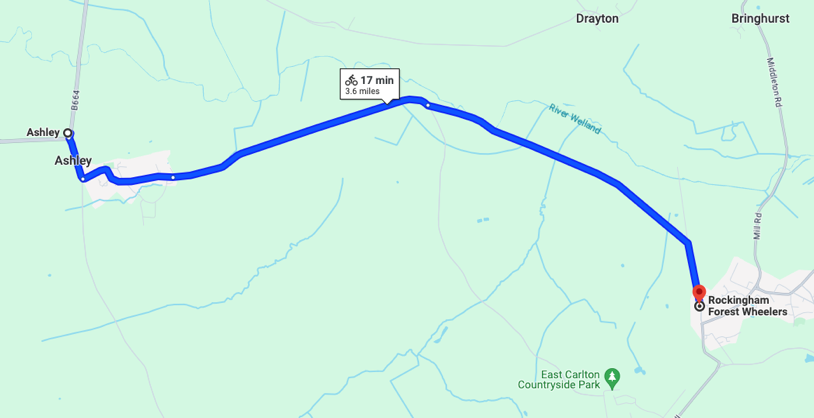 Drayton
Bringhurst
17 min
3.6 miles
B664
Middleton Rd
River Welland
Ashley
Ashley
Mill Rd
Rockingham
Forest Wheelers
East Carlton
Countryside Park